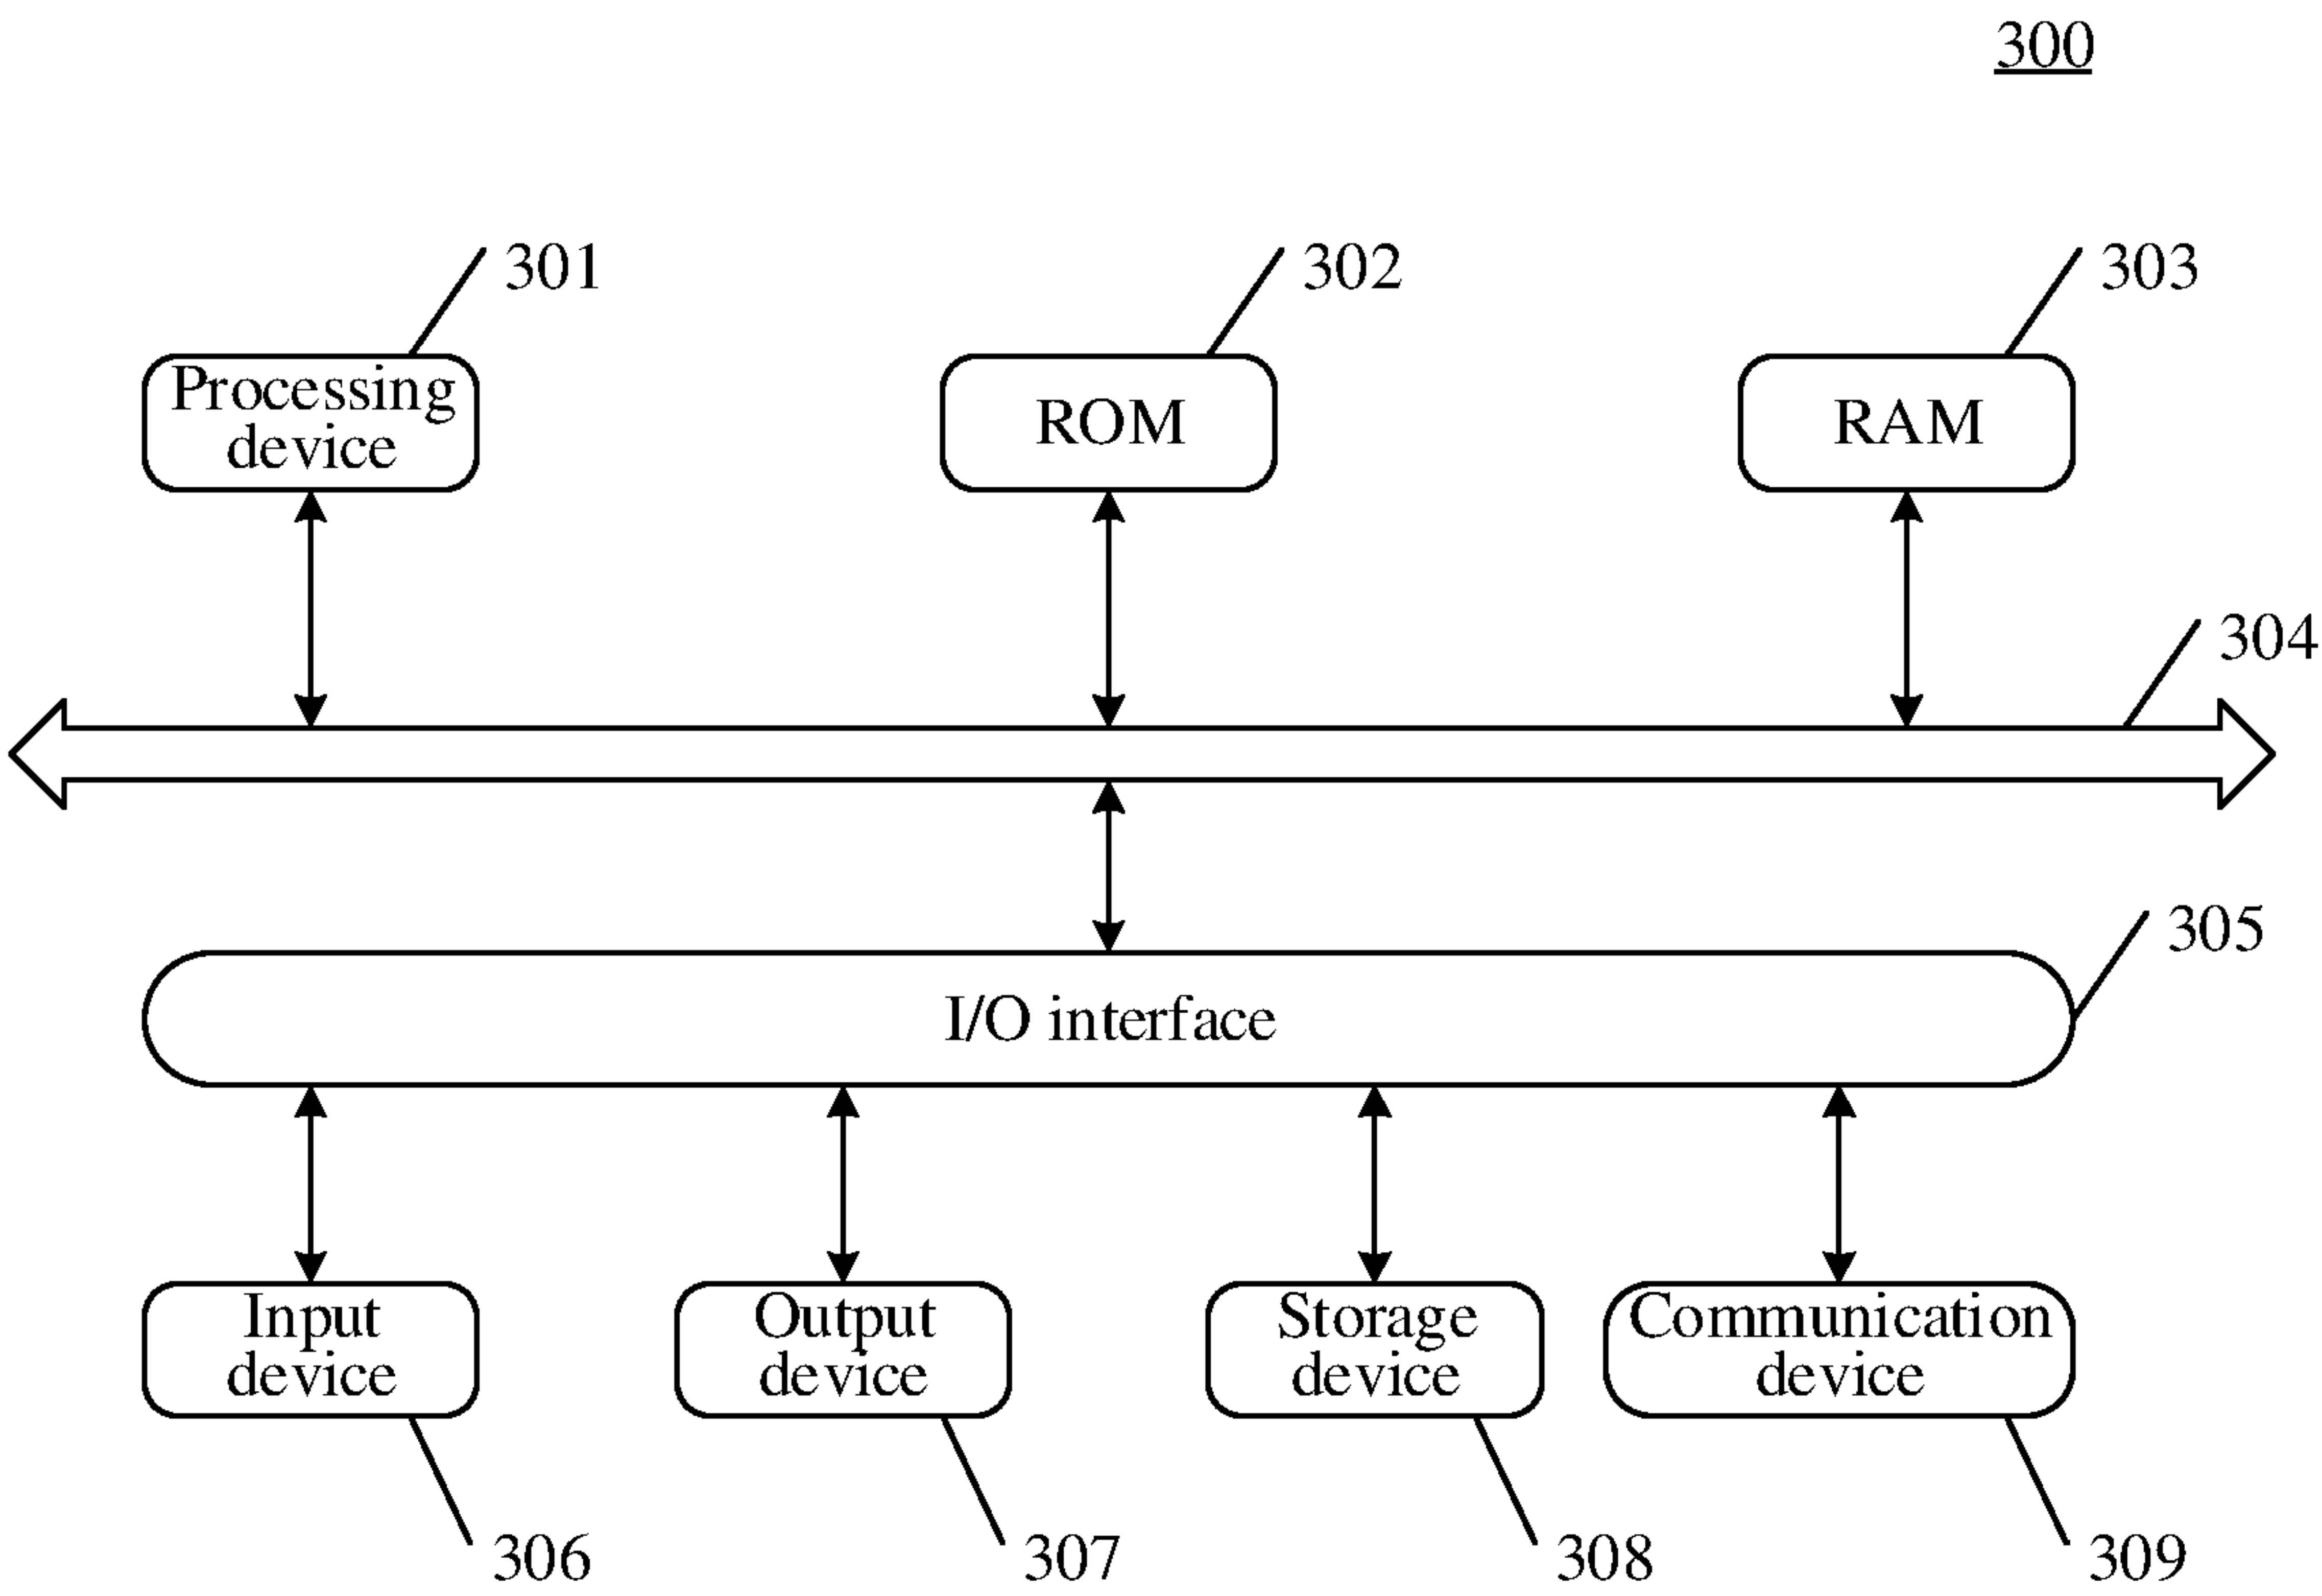 300
301
302
303
Processing
device
ROM
RAM
304
305
I/O interface
Input
device
Output
device
Storage
device
Communication
device
306
307
308
309